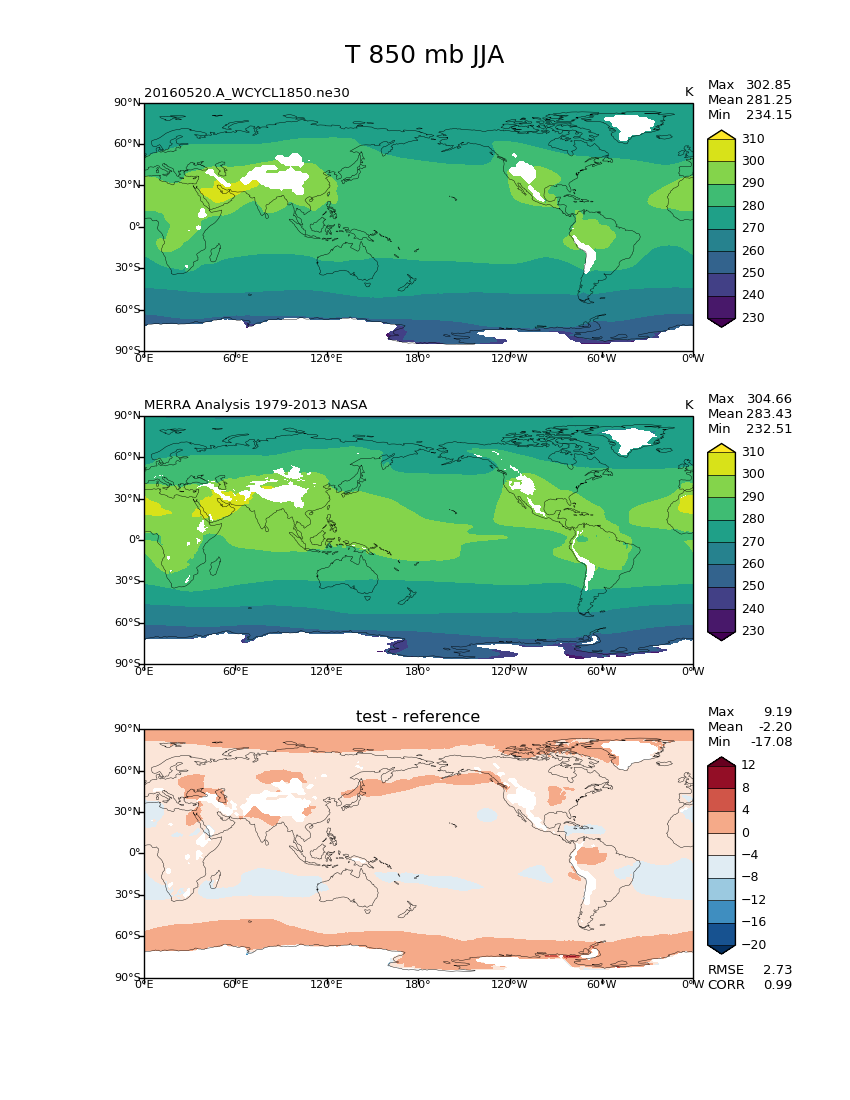 T 850 mb JJA
20160520.A_WCYCL1850.ne30 K
Max 302.85
Mean 281.25
Min 234.15
90°N
60°N
30°N
0°
30°S
60°S
90°S
0°E 60°E 120°E 180° 120°W 60°W 0°W
310
300
290
280
270
260
250
240
230
MERRA Analysis 1979-2013 NASA K
Max 304.66
Mean 283.43
Min 232.51
90°N
60°N
30°N
0°
30°S
60°S
90°S
0°E 60°E 120°E 180° 120°W 60°W 0°W
310
300
290
280
270
260
250
240
230
test - reference
Max 9.19
Mean -2.20
Min -17.08
90°N
60°N
30°N
0°
30°S
60°S
90°S
0°E 60°E 120°E 180° 120°W 60°W 0°W
12
8
4
0
−4
−8
−12
−16
−20
RMSE 2.73
CORR 0.99